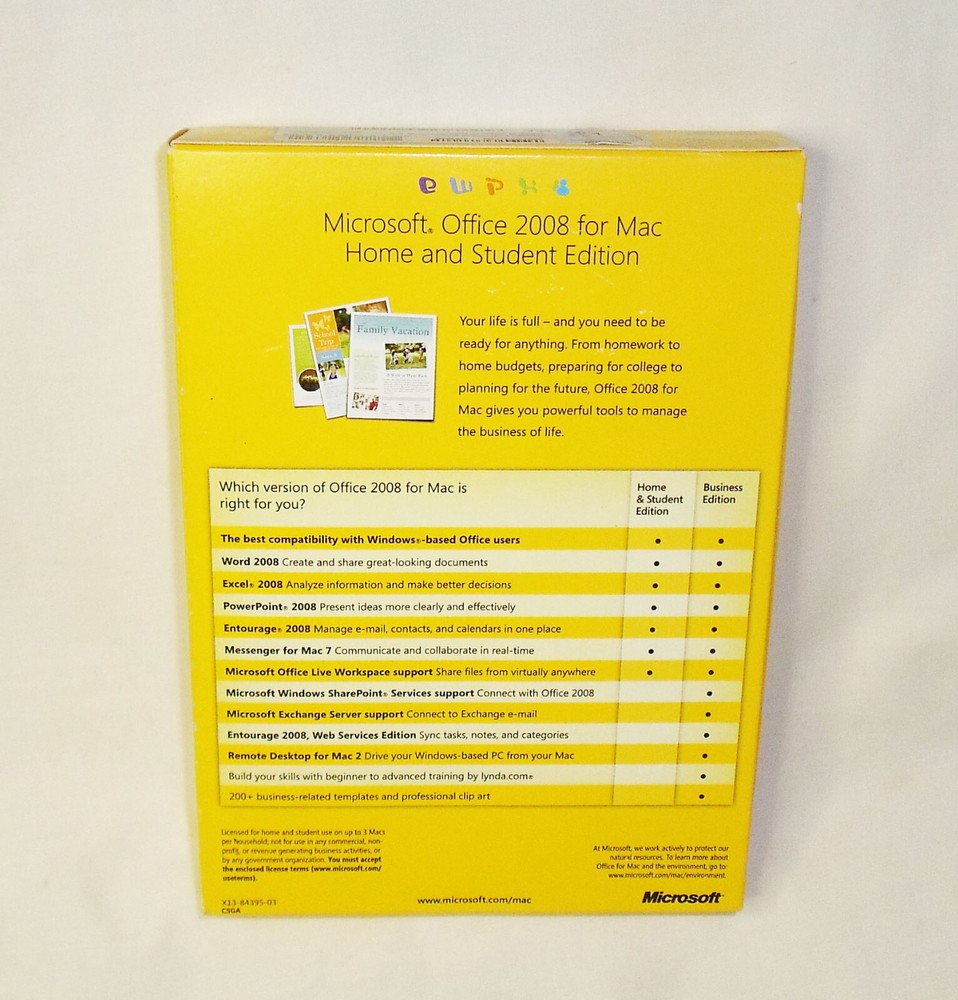 Microsoft® Office 2008 for Mac
Home and Student Edition
School
Trip
Family Vacation
Your life is full – and you need to be
ready for anything. From homework to
home budgets, preparing for college to
planning for the future, Office 2008 for
Mac gives you powerful tools to manage
the business of life.
Which version of Office 2008 for Mac is
right for you?
Home
& Student
Edition
Business
Edition
The best compatibility with Windows®-based Office users • •
Word 2008 Create and share great-looking documents • •
Excel® 2008 Analyze information and make better decisions • •
PowerPoint® 2008 Present ideas more clearly and effectively • •
Entourage® 2008 Manage e-mail, contacts, and calendars in one place • •
Messenger for Mac 7 Communicate and collaborate in real-time • •
Microsoft Office Live Workspace support Share files from virtually anywhere • •
Microsoft Windows SharePoint® Services support Connect with Office 2008 •
Microsoft Exchange Server support Connect to Exchange e-mail •
Entourage 2008, Web Services Edition Sync tasks, notes, and categories •
Remote Desktop for Mac 2 Drive your Windows-based PC from your Mac •
Build your skills with beginner to advanced training by lynda.com® •
200+ business-related templates and professional clip art •
Licensed for home and student use on up to 3 Macs
per household; not for use in any commercial, non-
profit, or revenue generating business activities, or
by any government organization. You must accept
the enclosed license terms (www.microsoft.com/
useterms).
At Microsoft, we work actively to protect our
natural resources. To learn more about
Office for Mac and the environment, go to:
www.microsoft.com/mac/environment.
X13-84395-03
CSGA
www.microsoft.com/mac
Microsoft